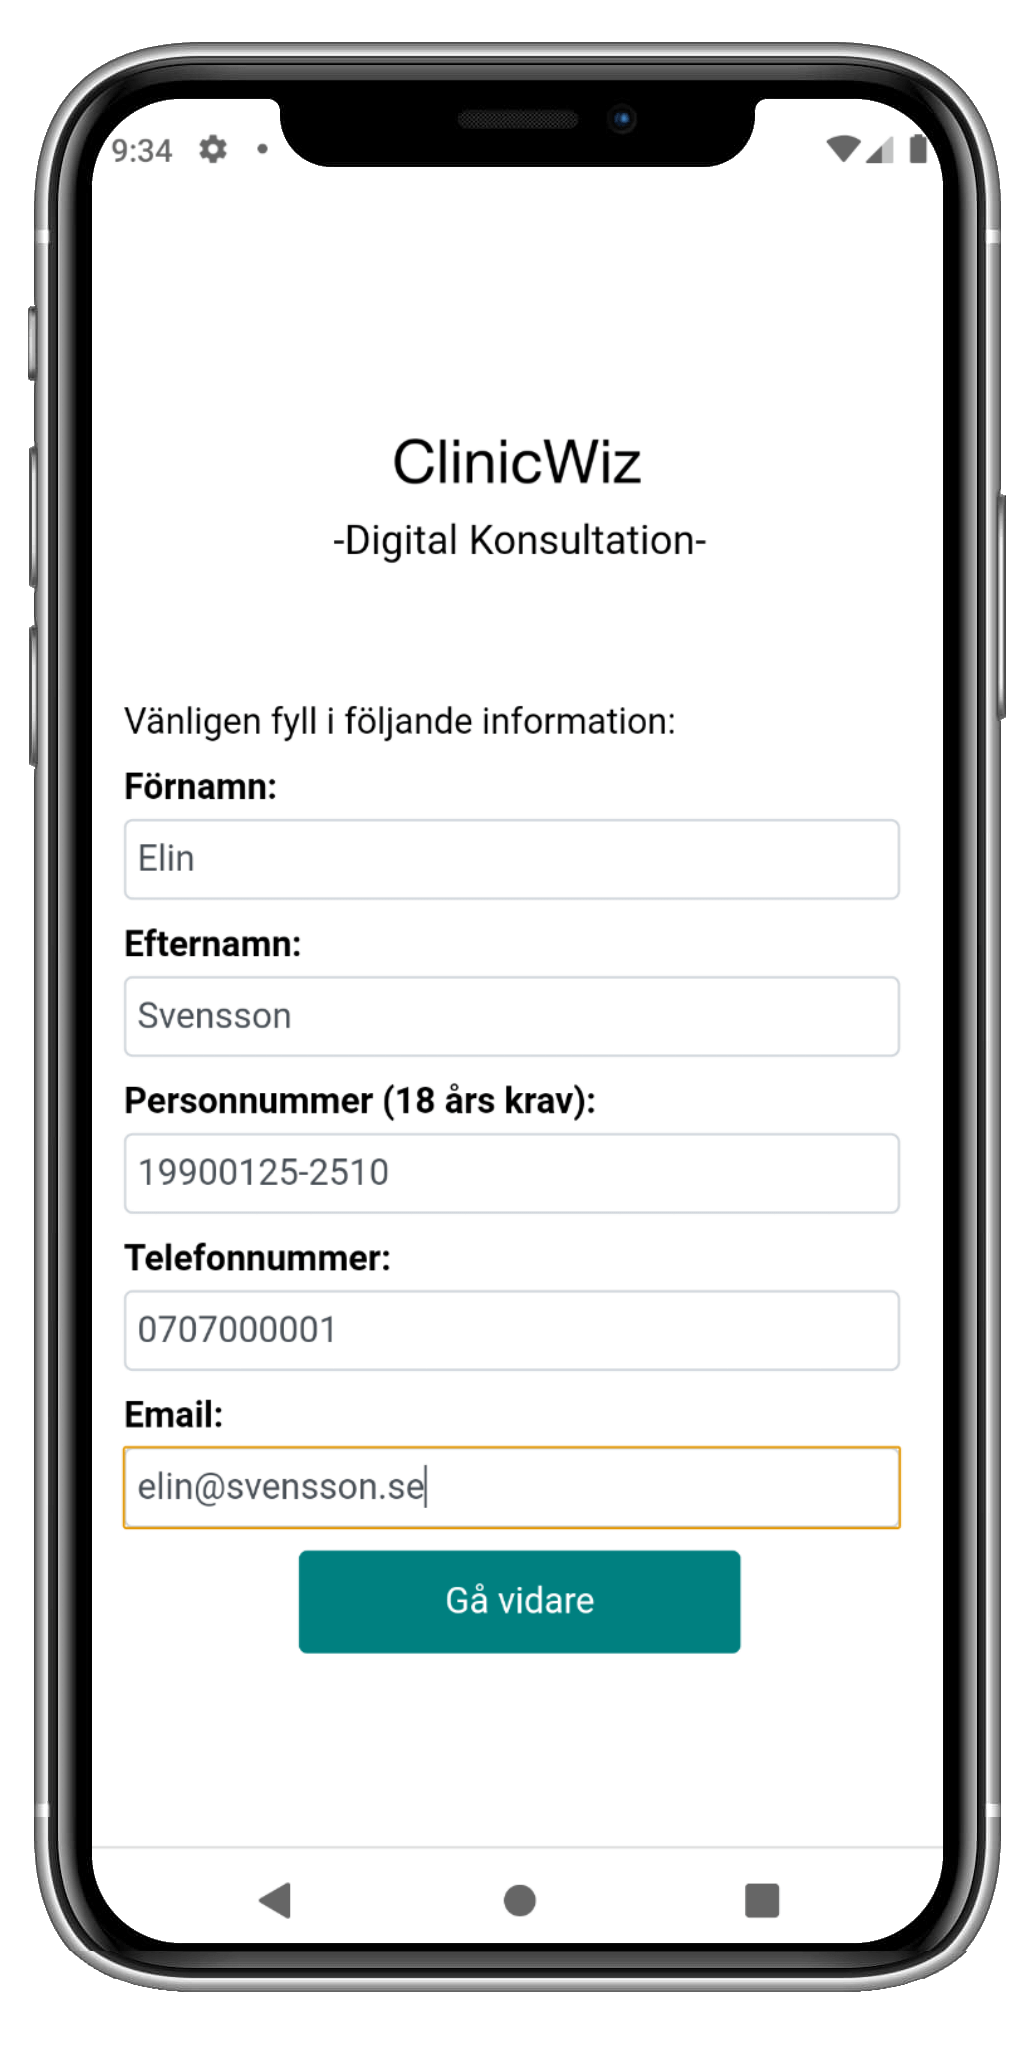 9:34
ClinicWiz
-Digital Konsultation-
Vänligen fyll i följande information:
Förnamn:
Elin
Efternamn:
Svensson
Personnummer (18 års krav):
19900125-2510
Telefonnummer:
0707000001
Email:
elin@svensson.se
Gå vidare